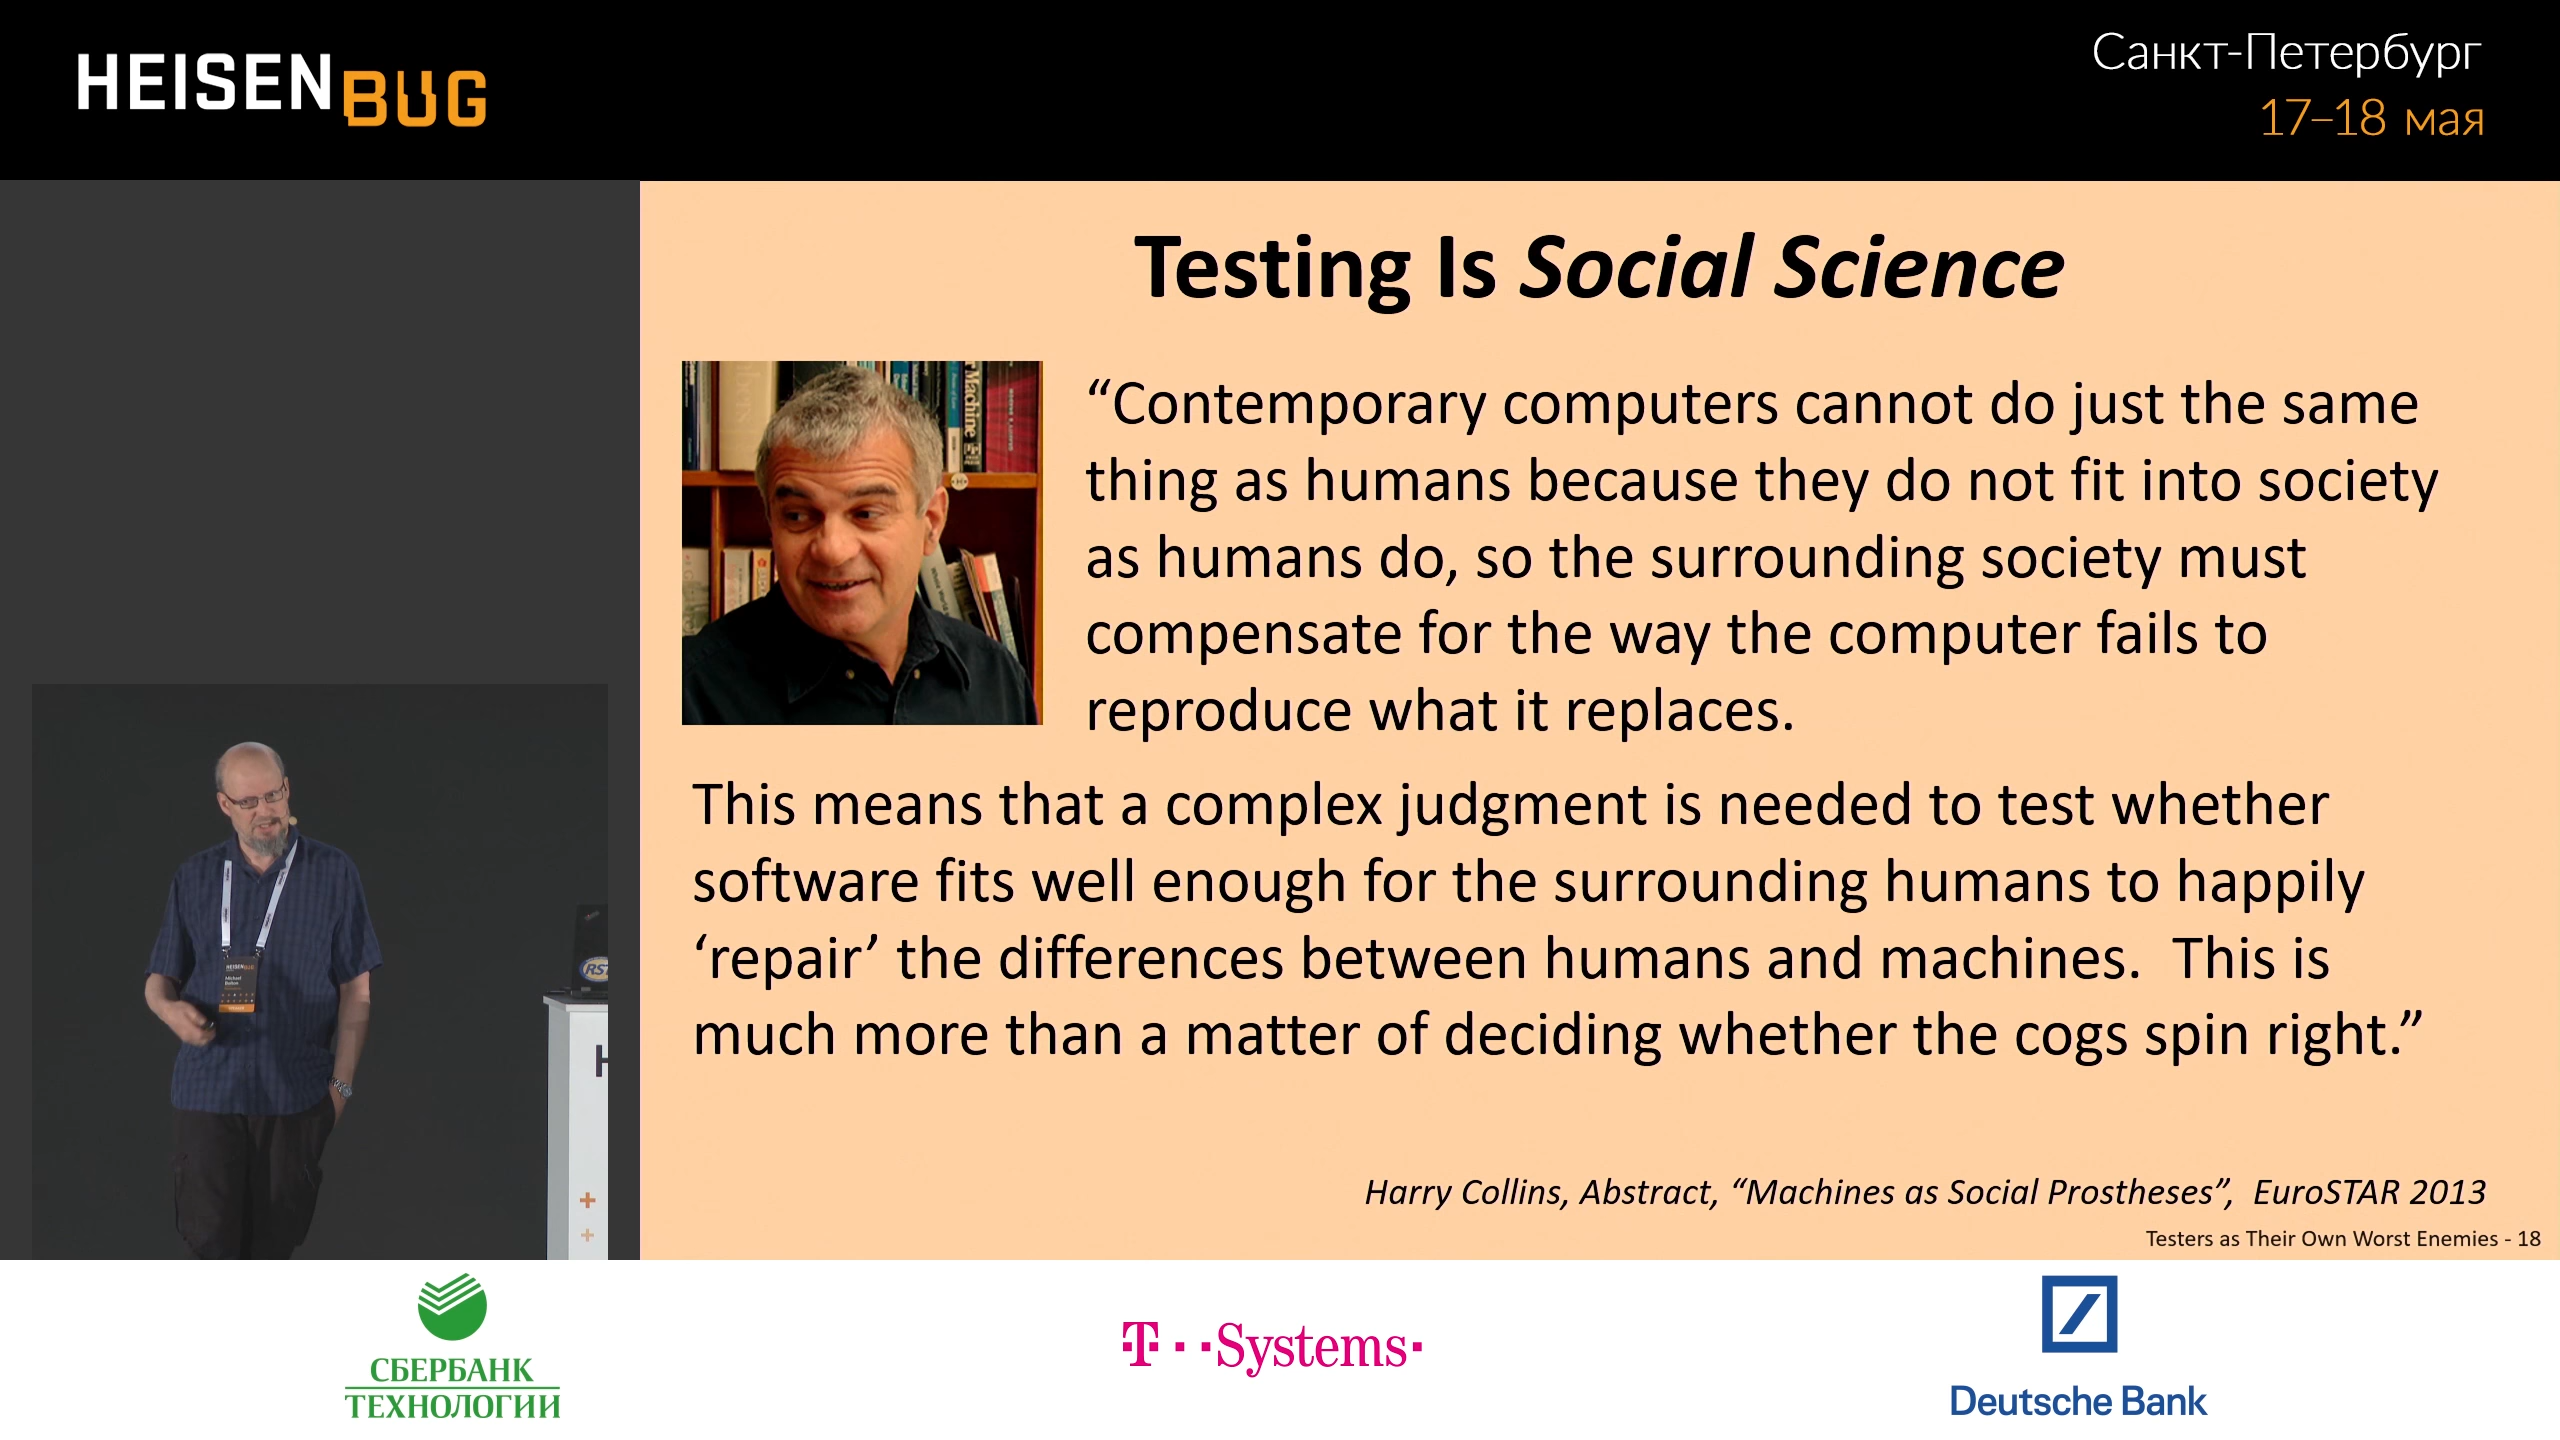 HEISENBUG
Санкт-Петербург
17–18 мая
Testing Is Social Science
“Contemporary computers cannot do just the same
thing as humans because they do not fit into society
as humans do, so the surrounding society must
compensate for the way the computer fails to
reproduce what it replaces.
This means that a complex judgment is needed to test whether
software fits well enough for the surrounding humans to happily
‘repair’ the differences between humans and machines.  This is
much more than a matter of deciding whether the cogs spin right.”
Harry Collins, Abstract, “Machines as Social Prostheses”,  EuroSTAR 2013
Testers as Their Own Worst Enemies - 18
Machine
HEISENBUG
Michael
Bolton
RST
H
СБЕРБАНК
ТЕХНОЛОГИИ
T··Systems·
Deutsche Bank